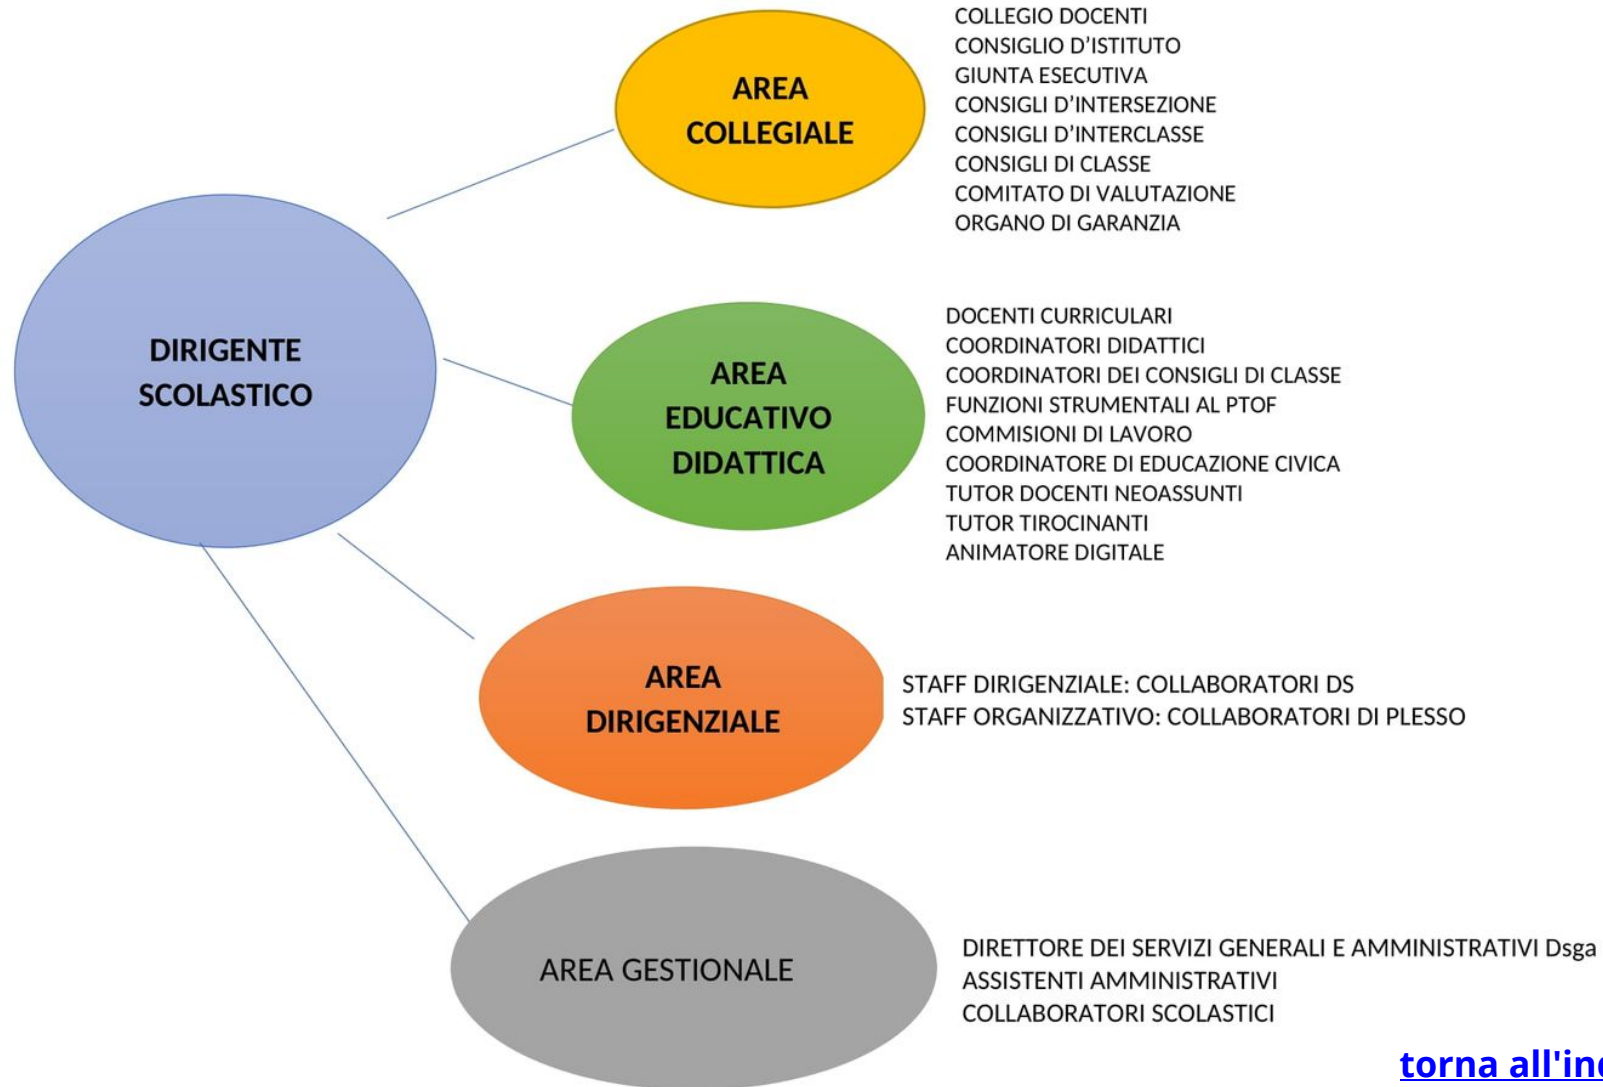 DIRIGENTE
SCOLASTICO
AREA
COLLEGIALE
COLLEGIO DOCENTI
CONSIGLIO D’ISTITUTO
GIUNTA ESECUTIVA
CONSIGLI D’INTERSEZIONE
CONSIGLI D’INTERCLASSE
CONSIGLI DI CLASSE
COMITATO DI VALUTAZIONE
ORGANO DI GARANZIA
AREA
EDUCATIVO
DIDATTICA
DOCENTI CURRICULARI
COORDINATORI DIDATTICI
COORDINATORI DEI CONSIGLI DI CLASSE
FUNZIONI STRUMENTALI AL PTOF
COMMISIONI DI LAVORO
COORDINATORE DI EDUCAZIONE CIVICA
TUTOR DOCENTI NEOASSUNTI
TUTOR TIROCINANTI
ANIMATORE DIGITALE
AREA
DIRIGENZIALE
STAFF DIRIGENZIALE: COLLABORATORI DS
STAFF ORGANIZZATIVO: COLLABORATORI DI PLESSO
AREA GESTIONALE
DIRETTORE DEI SERVIZI GENERALI E AMMINISTRATIVI Dsga
ASSISTENTI AMMINISTRATIVI
COLLABORATORI SCOLASTICI
torna